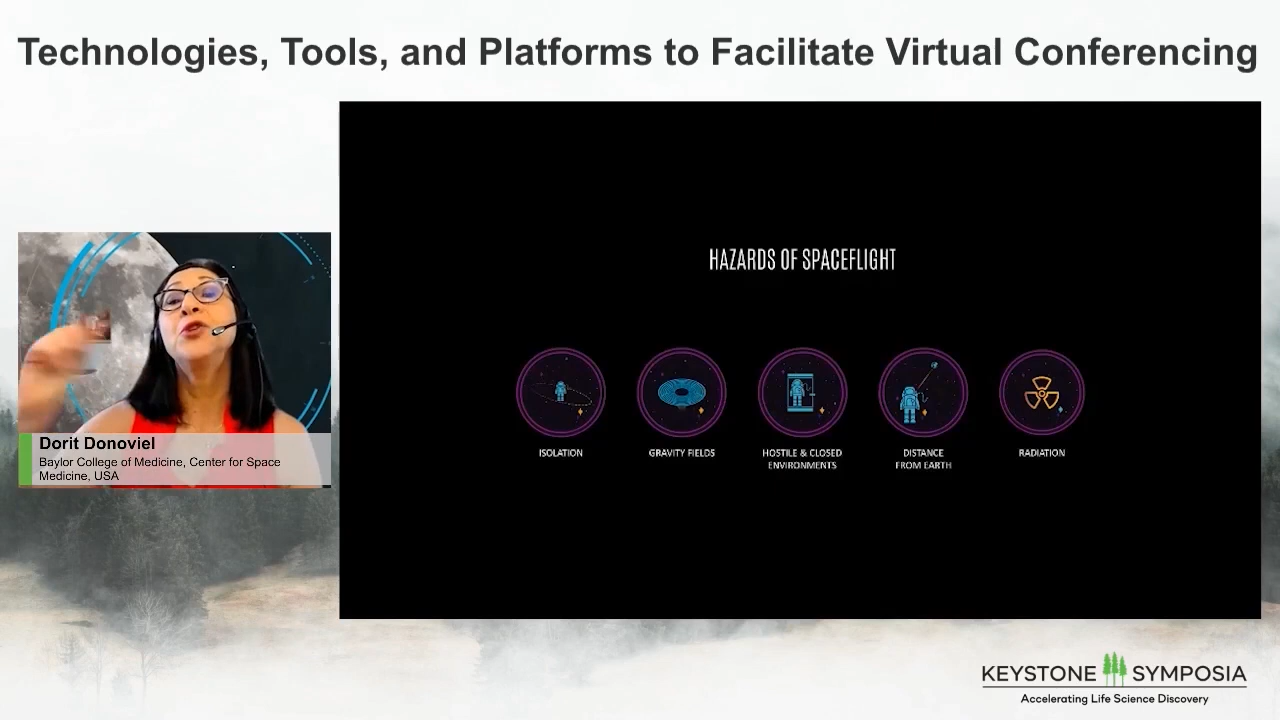 Technologies, Tools, and Platforms to Facilitate Virtual Conferencing
HAZARDS OF SPACEFLIGHT
ISOLATION
GRAVITY FIELDS
HOSTILE & CLOSED
ENVIRONMENTS
DISTANCE
FROM EARTH
RADIATION
Dorit Donoviel
Baylor College of Medicine, Center for Space
Medicine, USA
KEYSTONE SYMPOSIA
Accelerating Life Science Discovery